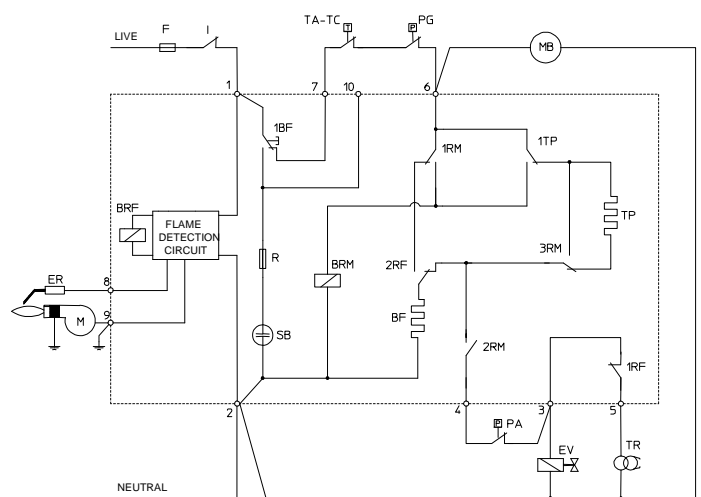 TA-TC
PG
F
I
LIVE
T
P
MB
1
7
10
6
1BF
1RM
1TP
BRF
FLAME
DETECTION
CIRCUIT
TP
3RM
ER
8
R
BRM
2RF
BF
9
M
SB
2RM
1RF
2
4
3
5
P
PA
EV
TR
NEUTRAL